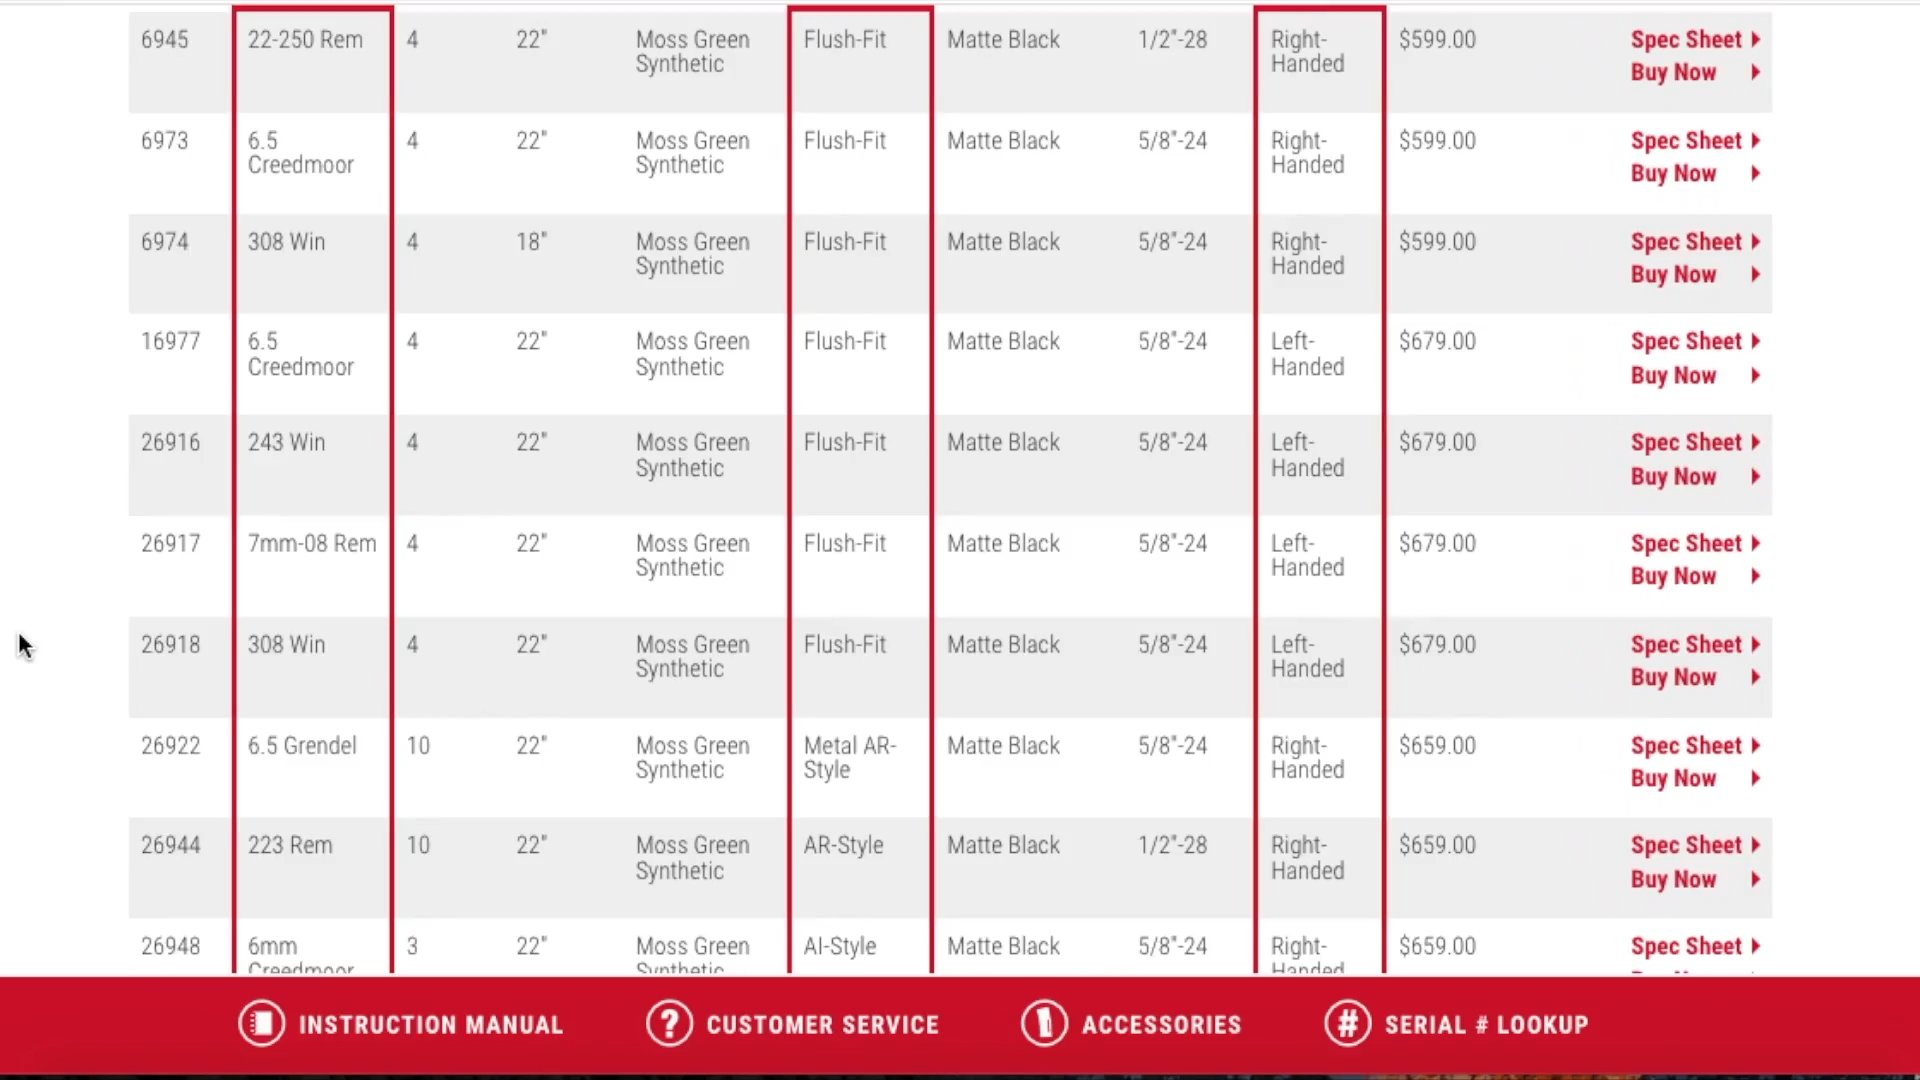 6945 22-250 Rem 4 22" Moss Green Flush-Fit Matte Black 1/2"-28 Right- $599.00 Spec Sheet
Synthetic Handed Buy Now
6973 6.5 4 22" Moss Green Flush-Fit Matte Black 5/8"-24 Right- $599.00 Spec Sheet
Creedmoor Synthetic Handed Buy Now
6974 308 Win 4 18" Moss Green Flush-Fit Matte Black 5/8"-24 Right- $599.00 Spec Sheet
Synthetic Handed Buy Now
16977 6.5 4 22" Moss Green Flush-Fit Matte Black 5/8"-24 Left- $679.00 Spec Sheet
Creedmoor Synthetic Handed Buy Now
26916 243 Win 4 22" Moss Green Flush-Fit Matte Black 5/8"-24 Left- $679.00 Spec Sheet
Synthetic Handed Buy Now
26917 7mm-08 Rem 4 22" Moss Green Flush-Fit Matte Black 5/8"-24 Left- $679.00 Spec Sheet
Synthetic Handed Buy Now
26918 308 Win 4 22" Moss Green Flush-Fit Matte Black 5/8"-24 Left- $679.00 Spec Sheet
Synthetic Handed Buy Now
26922 6.5 Grendel 10 22" Moss Green Metal AR- Matte Black 5/8"-24 Right- $659.00 Spec Sheet
Synthetic Style Handed Buy Now
26944 223 Rem 10 22" Moss Green AR-Style Matte Black 1/2"-28 Right- $659.00 Spec Sheet
Synthetic Handed Buy Now
26948 6mm 3 22" Moss Green AI-Style Matte Black 5/8"-24 Right- $659.00 Spec Sheet
Creedmoor Synthetic Handed
INSTRUCTION MANUAL ? CUSTOMER SERVICE ACCESSORIES # SERIAL # LOOKUP